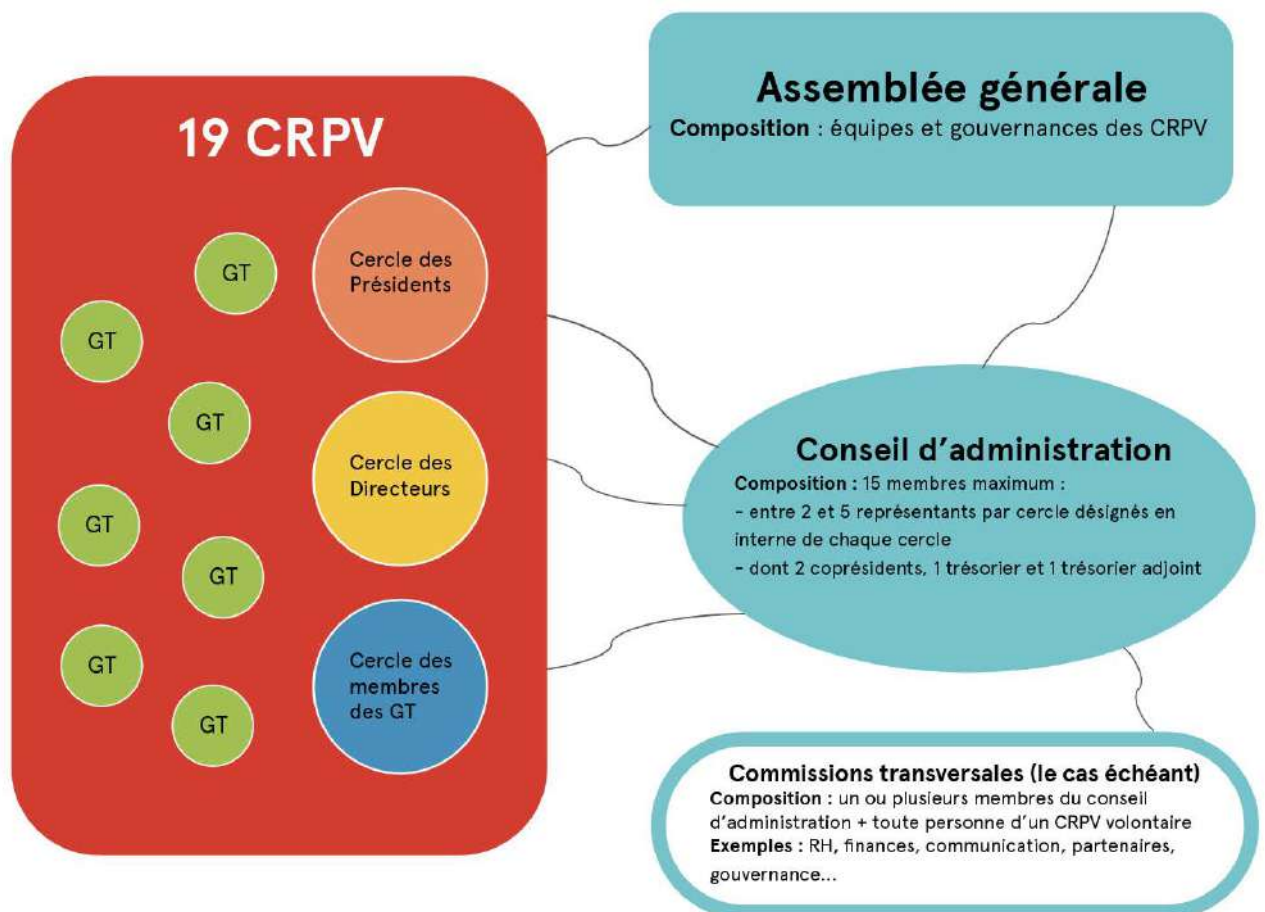 19 CRPV
GT
GT
GT
GT
GT
GT
GT
Cercle des
Présidents
Cercle des
Directeurs
Cercle des
membres
des GT
Assemblée générale
Composition : équipes et gouvernances des CRPV
Conseil d’administration
Composition : 15 membres maximum :
- entre 2 et 5 représentants par cercle désignés en
interne de chaque cercle
- dont 2 coprésidents, 1 trésorier et 1 trésorier adjoint
Commissions transversales (le cas échéant)
Composition : un ou plusieurs membres du conseil
d’administration + toute personne d’un CRPV volontaire
Exemples : RH, finances, communication, partenaires,
gouvernance...